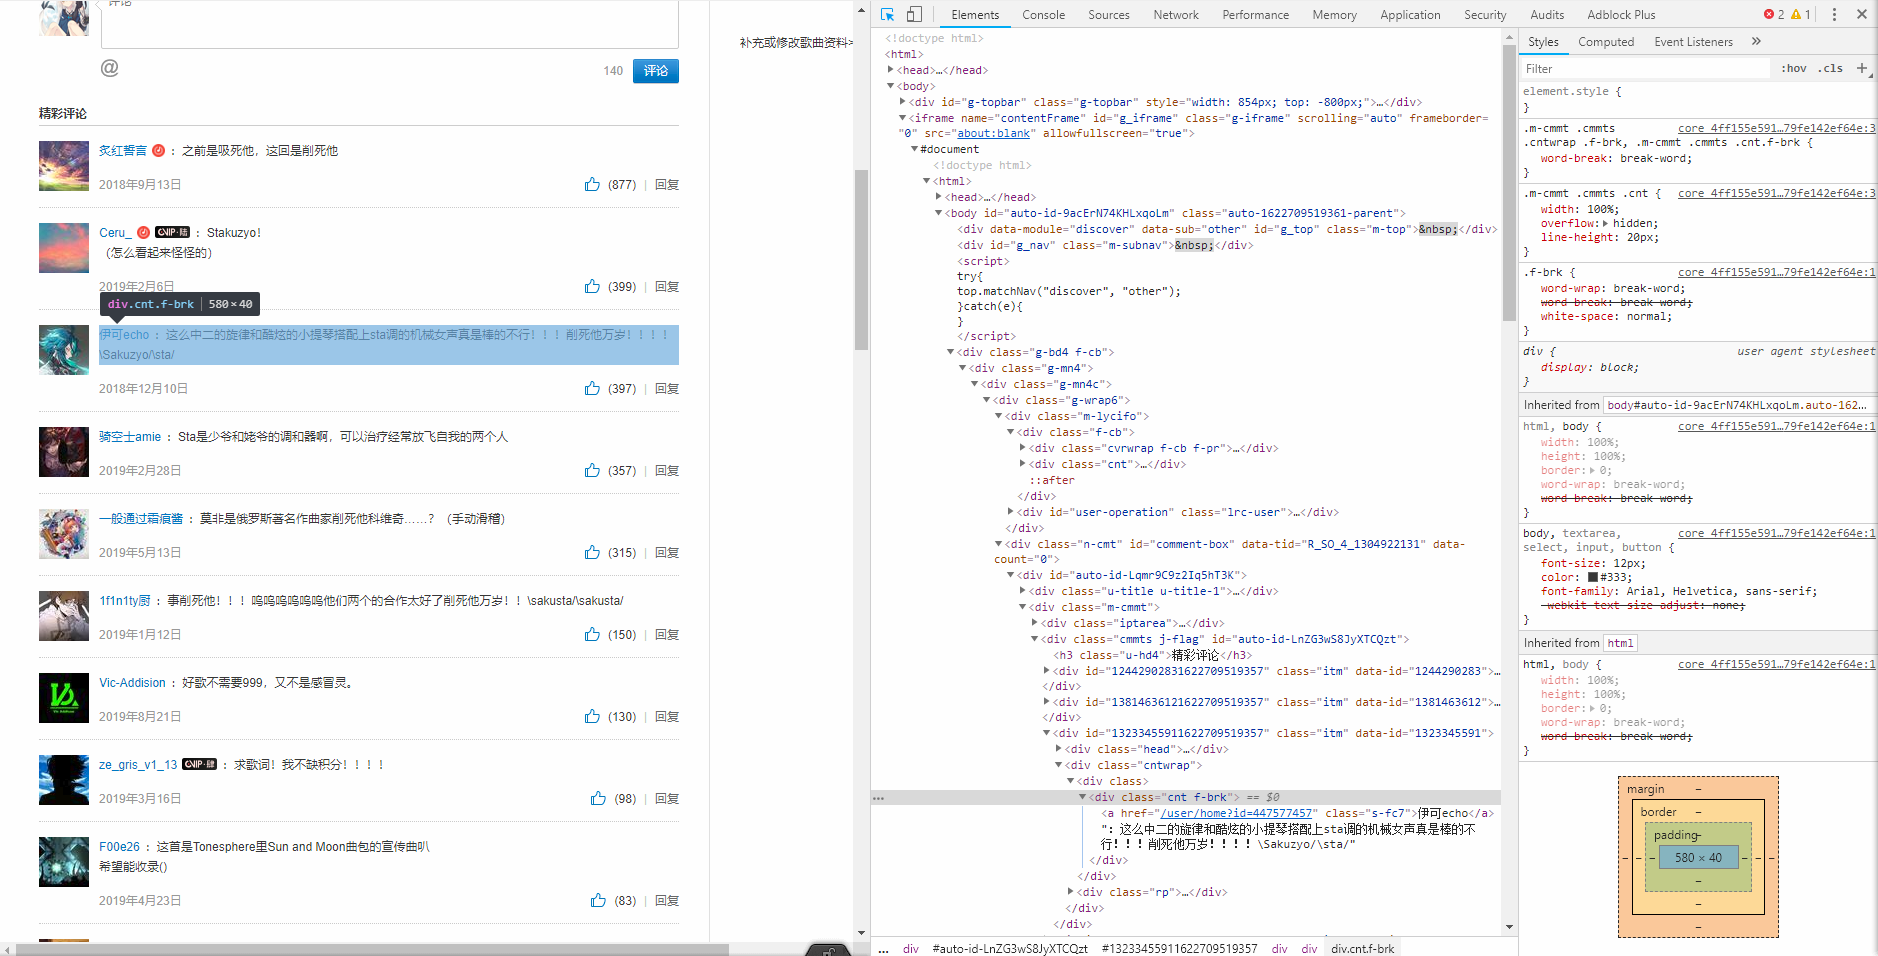 评论
@
140
评论
精彩评论
炙红誓言 ：之前是吸死他，这回是削死他
2018年9月13日
(877) | 回复
Ceru_ CNIP·陆 ：Stakuzyo！
（怎么看起来怪怪的）
2019年2月6日
(399) | 回复
div.cnt.f-brk | 580×40
伊可echo ：这么中二的旋律和酷炫的小提琴搭配上sta调的机械女声真是棒的不行！！！削死他万岁！！！！
\Sakuzyo/\sta/
2018年12月10日
(397) | 回复
骑空士amie ：Sta是少爷和姥爷的调和器啊，可以治疗经常放飞自我的两个人
2019年2月28日
(357) | 回复
一般通过霜痕酱 ：莫非是俄罗斯著名作曲家削死他科维奇……？（手动滑稽）
2019年5月13日
(315) | 回复
1f1n1ty厨 ：事削死他！！！呜呜呜呜呜呜他们两个的合作太好了削死他万岁！！\sakusta/\sakusta/
2019年1月12日
(150) | 回复
Vic-Addision ：好歌不需要999，又不是感冒灵。
2019年8月21日
(130) | 回复
ze_gris_v1_13 CNIP·肆 ：求歌词！我不缺积分！！！！
2019年3月16日
(98) | 回复
F00e26 ：这首是Tonesphere里Sun and Moon曲包的宣传曲叭
希望能收录()
2019年4月23日
(83) | 回复
补充或修改歌曲资料>
Elements Console Sources Network Performance Memory Application Security Audits Adblock Plus 2 1
<!doctype html>
<html>
<head>…</head>
<body>
<div id="g-topbar" class="g-topbar" style="width: 854px; top: -800px;">…</div>
<iframe name="contentFrame" id="g_iframe" class="g-iframe" scrolling="auto" frameborder=
"0" src="about:blank" allowfullscreen="true">
#document
<!doctype html>
<html>
<head>…</head>
<body id="auto-id-9acErN74KHLxqoLm" class="auto-1622709519361-parent">
<div data-module="discover" data-sub="other" id="g_top" class="m-top">&nbsp;</div>
<div id="g_nav" class="m-subnav">&nbsp;</div>
<script>
try{
top.matchNav("discover", "other");
}catch(e){
}
</script>
<div class="g-bd4 f-cb">
<div class="g-mn4">
<div class="g-mn4c">
<div class="g-wrap6">
<div class="m-lycifo">
<div class="f-cb">
<div class="cvrwrap f-cb f-pr">…</div>
<div class="cnt">…</div>
::after
</div>
<div id="user-operation" class="lrc-user">…</div>
</div>
<div class="n-cmt" id="comment-box" data-tid="R_SO_4_1304922131" data-
count="0">
<div id="auto-id-Lqmr9C9z2Iq5hT3K">
<div class="u-title u-title-1">…</div>
<div class="m-cmmt">
<div class="iptarea">…</div>
<div class="cmmts j-flag" id="auto-id-LnZG3wS8JyXTCQzt">
<h3 class="u-hd4">精彩评论</h3>
<div id="12442902831622709519357" class="itm" data-id="1244290283">…
</div>
<div id="13814636121622709519357" class="itm" data-id="1381463612">…
</div>
<div id="13233455911622709519357" class="itm" data-id="1323345591">
<div class="head">…</div>
<div class="cntwrap">
<div class>
… <div class="cnt f-brk"> == $0
<a href="/user/home?id=447577457" class="s-fc7">伊可echo</a>
"：这么中二的旋律和酷炫的小提琴搭配上sta调的机械女声真是棒的不
行！！！削死他万岁！！！！\Sakuzyo/\sta/"
</div>
</div>
<div class="rp">…</div>
</div>
</div>
… div #auto-id-LnZG3wS8JyXTCQzt #13233455911622709519357 div div div.cnt.f-brk
Styles Computed Event Listeners »
Filter :hov .cls +
element.style {
}
.m-cmmt .cmmts core_4ff155e591…79fe142ef64e:3
.cntwrap .f-brk, .m-cmmt .cmmts .cnt.f-brk {
word-break: break-word;
}
.m-cmmt .cmmts .cnt { core_4ff155e591…79fe142ef64e:3
width: 100%;
overflow: hidden;
line-height: 20px;
}
.f-brk { core_4ff155e591…79fe142ef64e:1
word-wrap: break-word;
word-break: break-word;
white-space: normal;
}
div { user agent stylesheet
display: block;
}
Inherited from body#auto-id-9acErN74KHLxqoLm.auto-162…
html, body { core_4ff155e591…79fe142ef64e:1
width: 100%;
height: 100%;
border: 0;
word-wrap: break-word;
word-break: break-word;
}
body, textarea, core_4ff155e591…79fe142ef64e:1
select, input, button {
font-size: 12px;
color: #333;
font-family: Arial, Helvetica, sans-serif;
-webkit-text-size-adjust: none;
}
Inherited from html
html, body { core_4ff155e591…79fe142ef64e:1
width: 100%;
height: 100%;
border: 0;
word-wrap: break-word;
word-break: break-word;
}
margin –
border –
padding –
– – – 580 × 40 – – –
–
–
–